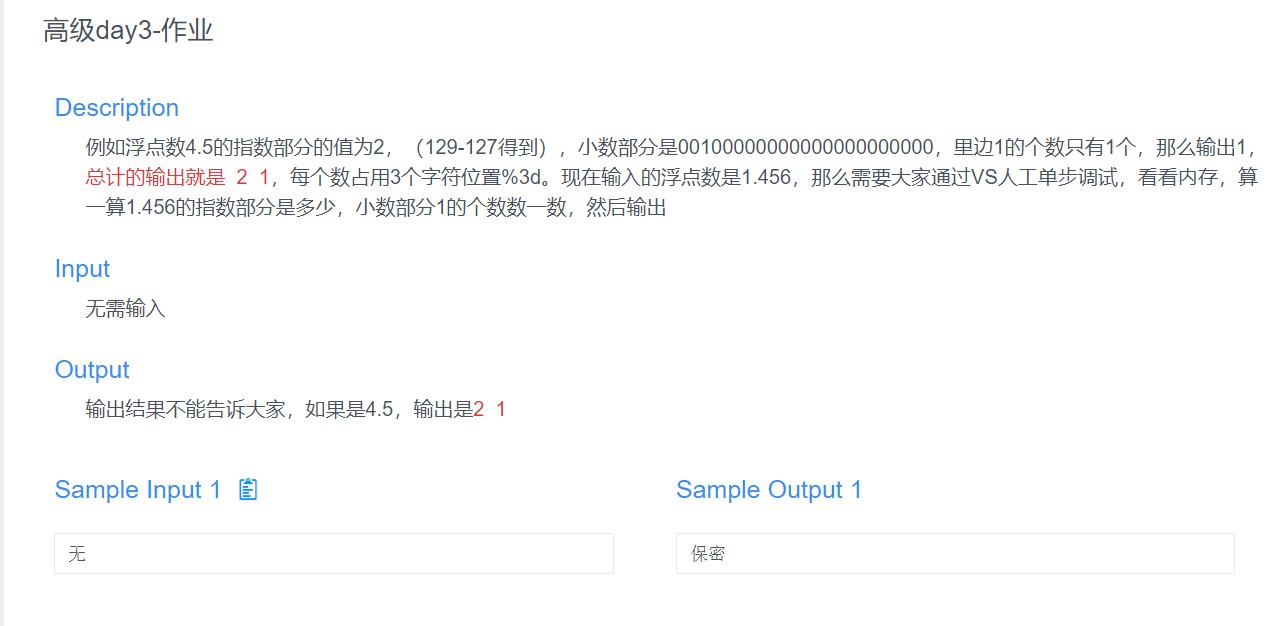 高级day3-作业
Description
例如浮点数4.5的指数部分的值为2，（129-127得到），小数部分是00100000000000000000000，里边1的个数只有1个，那么输出1，
总计的输出就是  2  1，每个数占用3个字符位置%3d。现在输入的浮点数是1.456，那么需要大家通过VS人工单步调试，看看内存，算
一算1.456的指数部分是多少，小数部分1的个数数一数，然后输出
Input
无需输入
Output
输出结果不能告诉大家，如果是4.5，输出是2  1
Sample Input 1
Sample Output 1
无
保密